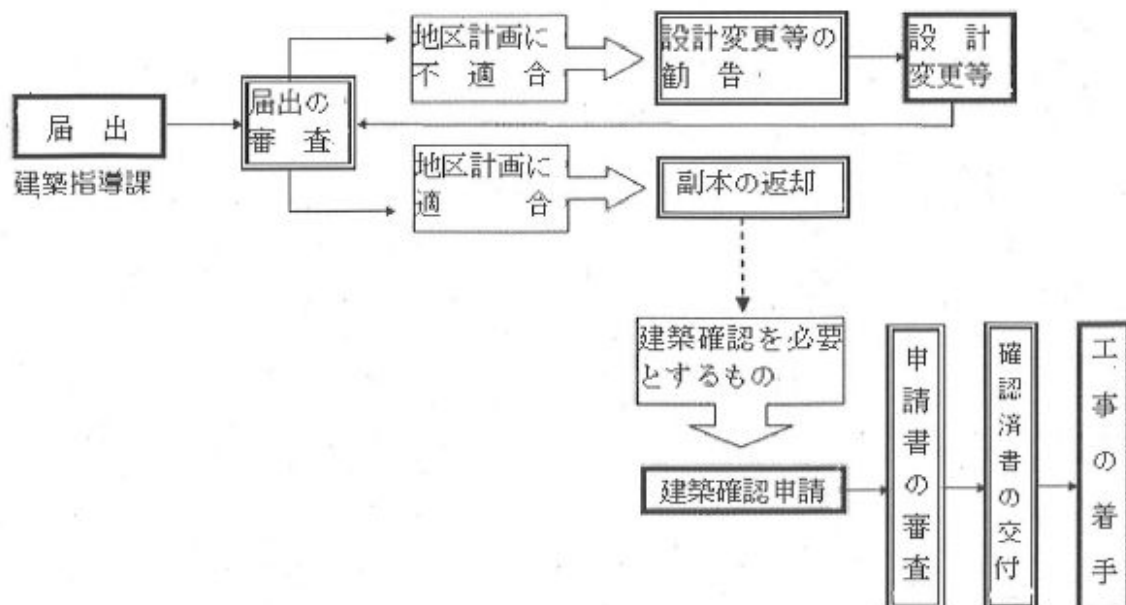 地区計画に
不適合
設計変更等の
勧告
設計
変更等
届出
建築指導課
届出の
審査
地区計画に
適合
副本の返却
建築確認を必要
とするもの
建築確認申請
申請書の審査
確認済書の交付
工事の着手